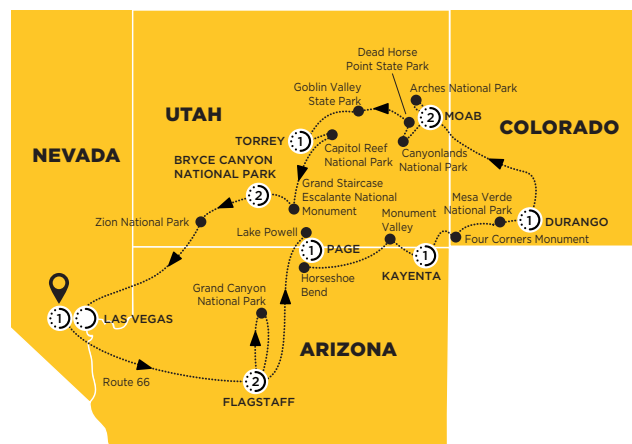 Dead Horse
Point State Park
Arches National Park
Goblin Valley
State Park
UTAH
2
MOAB
COLORADO
TORREY
1
Capitol Reef
National Park
Canyonlands
National Park
NEVADA
BRYCE CANYON
NATIONAL PARK
2
Grand Staircase
Escalante National
Monument
Mesa Verde
National Park
1
DURANGO
Zion National Park
Monument
Valley
Lake Powell
Four Corners Monument
1
PAGE
1
KAYENTA
Horseshoe
Bend
Grand Canyon
National Park
1
LAS VEGAS
ARIZONA
Route 66
2
FLAGSTAFF